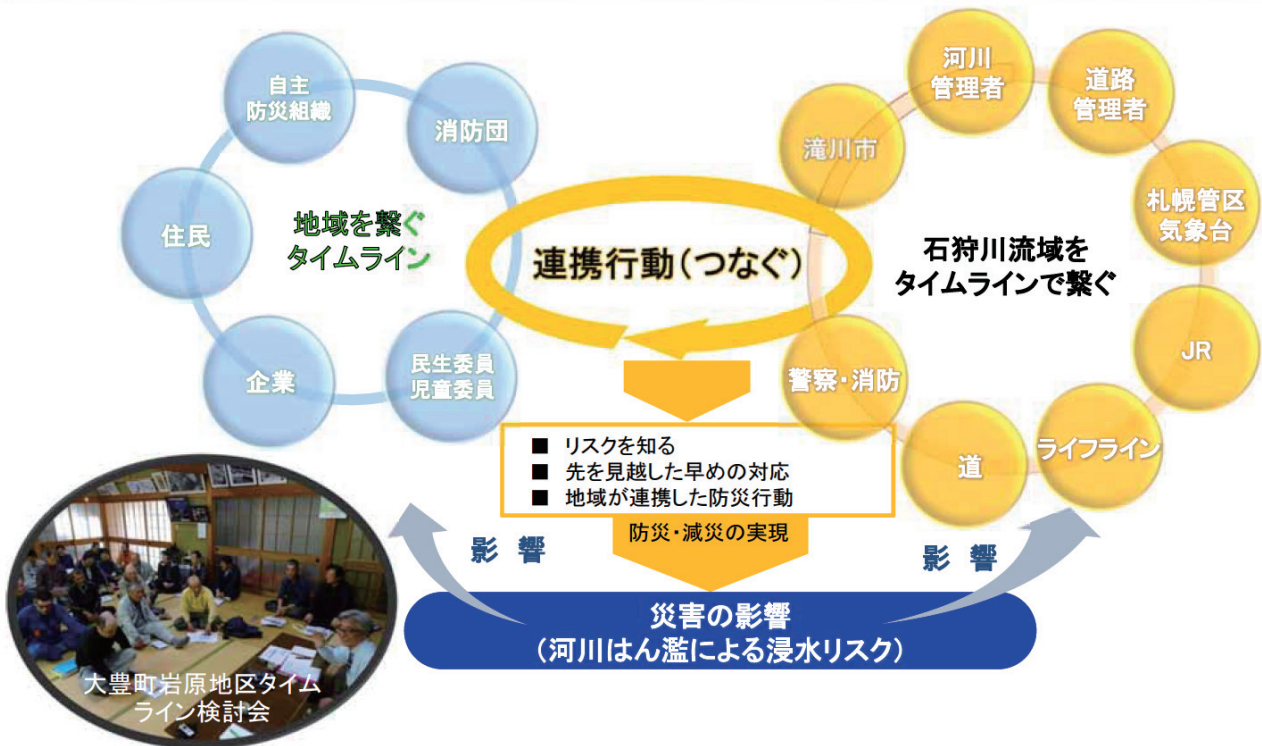 自主
防災組織
消防団
住民
地域を繋ぐ
タイムライン
企業
民生委員
児童委員
連携行動(つなぐ)
河川
管理者
道路
管理者
滝川市
札幌管区
気象台
石狩川流域を
タイムラインで繋ぐ
JR
警察・消防
ライフライン
道
■ リスクを知る
■ 先を見越した早めの対応
■ 地域が連携した防災行動
防災・減災の実現
影 響
影 響
災害の影響
(河川はん濫による浸水リスク)
大豊町岩原地区タイム
ライン検討会